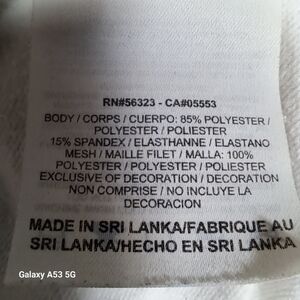 RN#56323 - CA#05553
BODY / CORPS / CUERPO: 85% POLYESTER /
POLYESTER / POLIESTER
15% SPANDEX / ELASTHANNE / ELASTANO
MESH / MAILLE FILET / MALLA: 100%
POLYESTER / POLYESTER / POLIESTER
EXCLUSIVE OF DECORATION / DECORATION
NON COMPRISE / NO INCLUYE LA
DECORACION
MADE IN SRI LANKA/FABRIQUE AU
SRI LANKA/HECHO EN SRI LANKA
Galaxy A53 5G